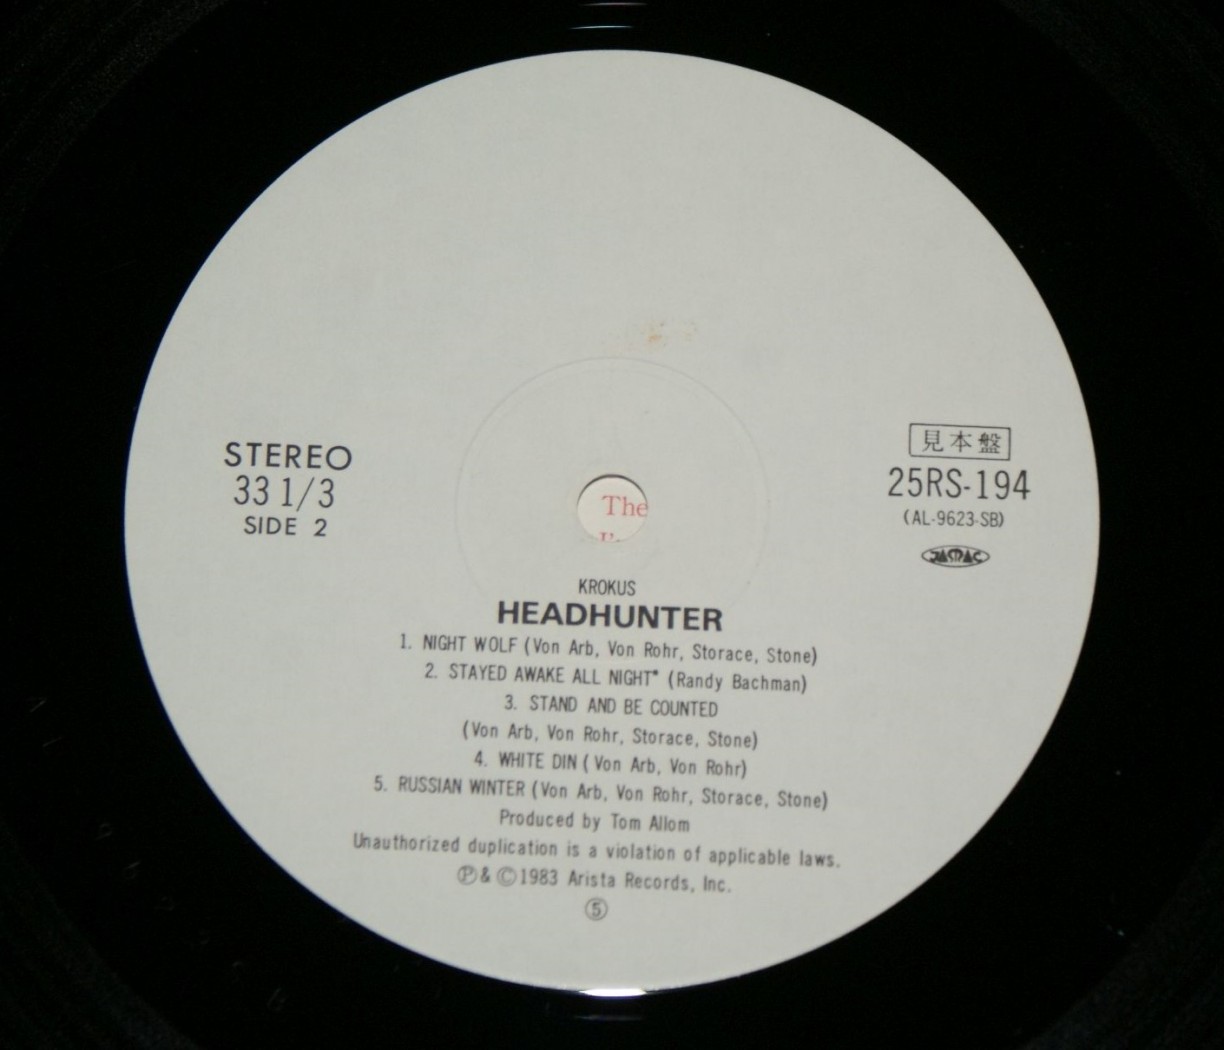 STEREO
33 1/3
SIDE 2
見本盤
25RS-194
(AL-9623-SB)
JASRAC
The
KROKUS
HEADHUNTER
1. NIGHT WOLF (Von Arb, Von Rohr, Storace, Stone)
2. STAYED AWAKE ALL NIGHT* (Randy Bachman)
3. STAND AND BE COUNTED
(Von Arb, Von Rohr, Storace, Stone)
4. WHITE DIN (Von Arb, Von Rohr)
5. RUSSIAN WINTER (Von Arb, Von Rohr, Storace, Stone)
Produced by Tom Allom
Unauthorized duplication is a violation of applicable laws.
Ⓟ & Ⓒ 1983 Arista Records, Inc.
⑤